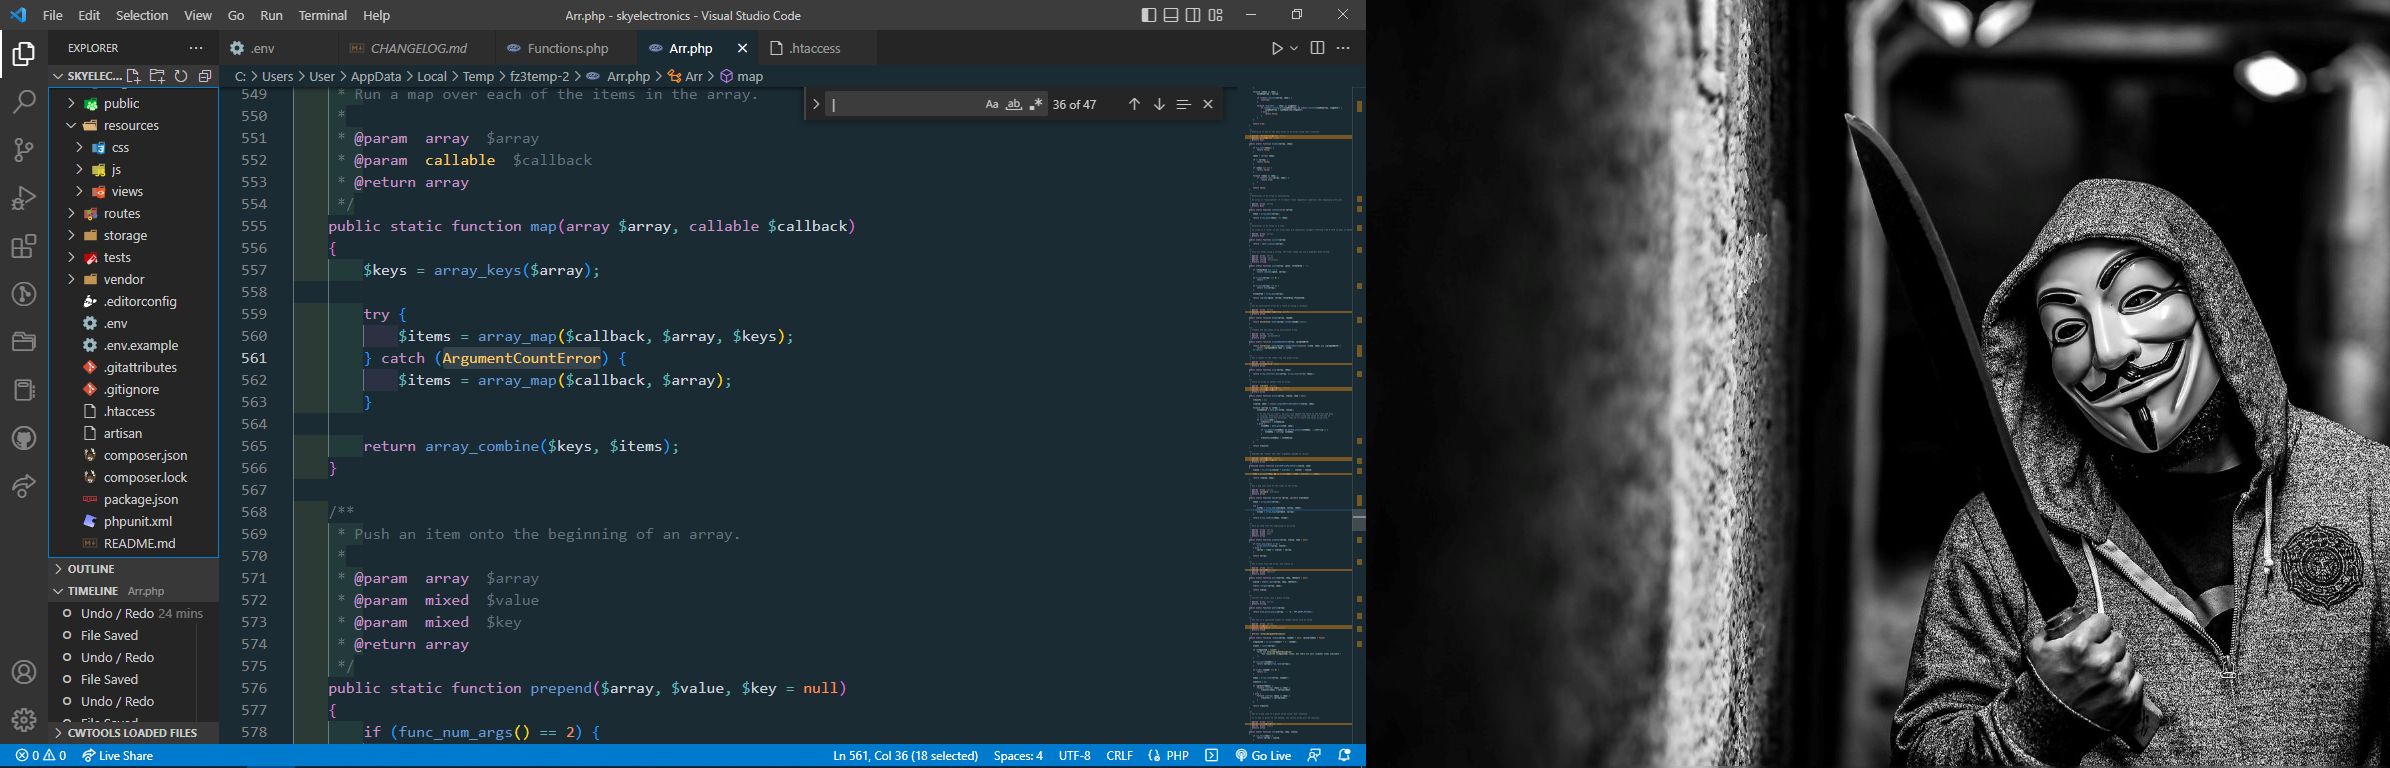 File Edit Selection View Go Run Terminal Help
Arr.php - skyelectronics - Visual Studio Code
EXPLORER
.env
CHANGELOG.md
Functions.php
Arr.php
.htaccess
SKYELEC...
C: > Users > User > AppData > Local > Temp > fz3temp-2 > Arr.php > Arr > map
public
resources
css
js
views
routes
storage
tests
vendor
.editorconfig
.env
.env.example
.gitattributes
.gitignore
.htaccess
artisan
composer.json
composer.lock
package.json
phpunit.xml
README.md
OUTLINE
TIMELINE Arr.php
Undo / Redo 24 mins
File Saved
Undo / Redo
File Saved
Undo / Redo
File Saved
CWTOOLS LOADED FILES
Aa ab 36 of 47
549 * Run a map over each of the items in the array.
550 *
551 * @param array $array
552 * @param callable $callback
553 * @return array
554 */
555 public static function map(array $array, callable $callback)
556 {
557 $keys = array_keys($array);
558
559 try {
560 $items = array_map($callback, $array, $keys);
561 } catch (ArgumentCountError) {
562 $items = array_map($callback, $array);
563 }
564
565 return array_combine($keys, $items);
566 }
567
568 /**
569 * Push an item onto the beginning of an array.
570 *
571 * @param array $array
572 * @param mixed $value
573 * @param mixed $key
574 * @return array
575 */
576 public static function prepend($array, $value, $key = null)
577 {
578 if (func_num_args() == 2) {
0 0 Live Share
Ln 561, Col 36 (18 selected) Spaces: 4 UTF-8 CRLF PHP Go Live